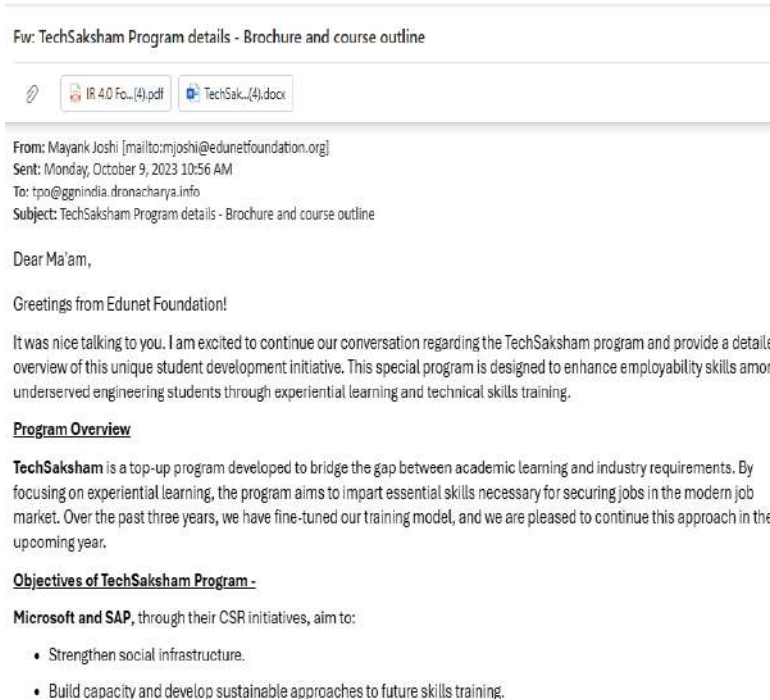 Fw: TechSaksham Program details - Brochure and course outline
IR 4.0 Fo...(4).pdf TechSak...(4).docx
From: Mayank Joshi [mailto:mjoshi@edunetfoundation.org]
Sent: Monday, October 9, 2023 10:56 AM
To: tpo@ggnindia.dronacharya.info
Subject: TechSaksham Program details - Brochure and course outline
Dear Ma'am,
Greetings from Edunet Foundation!
It was nice talking to you. I am excited to continue our conversation regarding the TechSaksham program and provide a detaile
overview of this unique student development initiative. This special program is designed to enhance employability skills amon
underserved engineering students through experiential learning and technical skills training.
Program Overview
TechSaksham is a top-up program developed to bridge the gap between academic learning and industry requirements. By
focusing on experiential learning, the program aims to impart essential skills necessary for securing jobs in the modern job
market. Over the past three years, we have fine-tuned our training model, and we are pleased to continue this approach in the
upcoming year.
Objectives of TechSaksham Program -
Microsoft and SAP, through their CSR initiatives, aim to:
• Strengthen social infrastructure.
• Build capacity and develop sustainable approaches to future skills training.